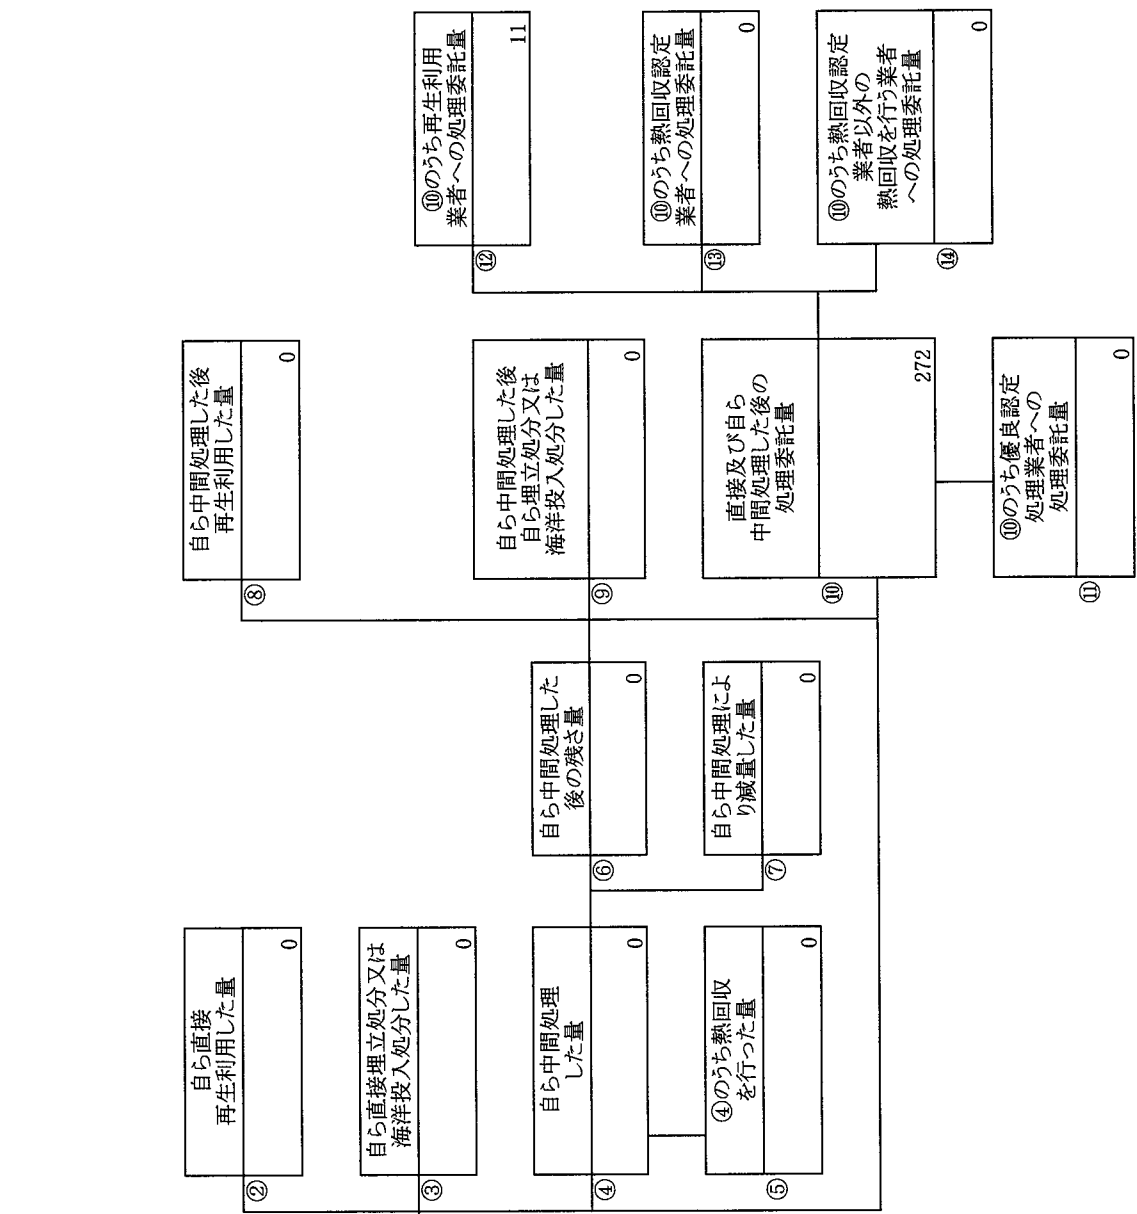 ②
自ら直接
再生利用した量
0
③
自ら直接埋立処分又は
海洋投入処分した量
0
④
自ら中間処理
した量
0
⑤
④のうち熱回収
を行った量
0
⑥
自ら中間処理した
後の残さ量
0
⑦
自ら中間処理によ
り減量した量
0
⑧
自ら中間処理した後
再生利用した量
0
⑨
自ら中間処理した後
自ら埋立処分又は
海洋投入処分した量
0
⑩
直接及び自ら
中間処理した後の
処理委託量
272
⑪
⑩のうち優良認定
処理業者への
処理委託量
0
⑫
⑩のうち再生利用
業者への処理委託量
11
⑬
⑩のうち熱回収認定
業者への処理委託量
0
⑭
⑩のうち熱回収認定
業者以外の
熱回収を行う業者
への処理委託量
0